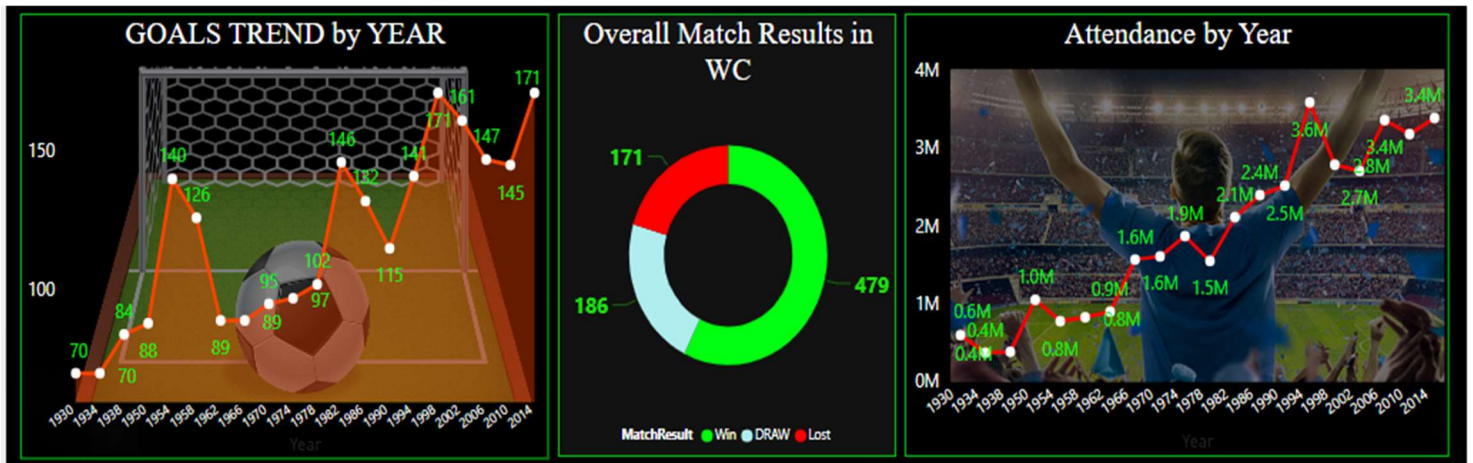 GOALS TREND by YEAR
150
100
70
70
84
88
140
126
89
89
95
97
102
146
132
115
141
171
161
147
145
171
1930
1934
1938
1950
1954
1958
1962
1966
1970
1974
1978
1982
1986
1990
1994
1998
2002
2006
2010
2014
Year
Overall Match Results in
WC
171
186
479
MatchResult Win DRAW Lost
Attendance by Year
4M
3M
2M
1M
0M
0.6M
0.4M
0.4M
1.0M
0.8M
0.9M
0.8M
1.6M
1.6M
1.9M
1.5M
2.1M
2.4M
2.5M
3.6M
2.8M
2.7M
3.4M
3.4M
1930
1934
1938
1950
1954
1958
1962
1966
1970
1974
1978
1982
1986
1990
1994
1998
2002
2006
2010
2014
Year